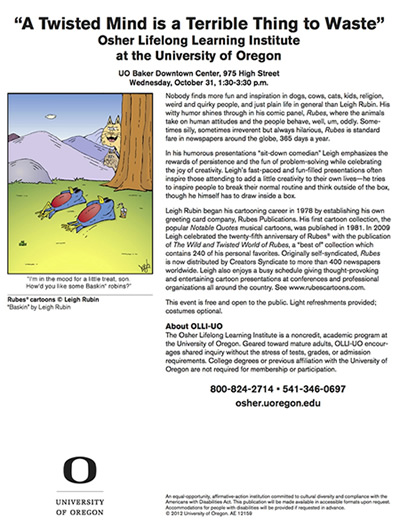 “A Twisted Mind is a Terrible Thing to Waste”
Osher Lifelong Learning Institute
at the University of Oregon
UO Baker Downtown Center, 975 High Street
Wednesday, October 31, 1:30-3:30 p.m.
Nobody finds more fun and inspiration in dogs, cows, cats, kids, religion,
weird and quirky people, and just plain life in general than Leigh Rubin. His
witty humor shines through in his comic panel, Rubes, where the animals
take on human attitudes and the people behave, well, um, oddly. Some-
times silly, sometimes irreverent but always hilarious, Rubes is standard
fare in newspapers around the globe, 365 days a year.
In his humorous presentations “sit-down comedian” Leigh emphasizes the
rewards of persistence and the fun of problem-solving while celebrating
the joy of creativity. Leigh’s fast-paced and fun-filled presentations often
inspire those attending to add a little creativity to their own lives—he tries
to inspire people to break their normal routine and think outside of the box,
though he himself has to draw inside a box.
Leigh Rubin began his cartooning career in 1978 by establishing his own
greeting card company, Rubes Publications. His first cartoon collection, the
popular Notable Quotes musical cartoons, was published in 1981. In 2009
Leigh celebrated the twenty-fifth anniversary of Rubes® with the publication
of The Wild and Twisted World of Rubes, a “best of” collection which
contains 240 of his personal favorites. Originally self-syndicated, Rubes
is now distributed by Creators Syndicate to more than 400 newspapers
worldwide. Leigh also enjoys a busy schedule giving thought-provoking
and entertaining cartoon presentations at conferences and professional
organizations all around the country. See www.rubescartoons.com.
This event is free and open to the public. Light refreshments provided;
costumes optional.
About OLLI-UO
The Osher Lifelong Learning Institute is a noncredit, academic program at
the University of Oregon. Geared toward mature adults, OLLI-UO encour-
ages shared inquiry without the stress of tests, grades, or admission
requirements. College degrees or previous affiliation with the University of
Oregon are not required for membership or participation.
800-824-2714 • 541-346-0697
osher.uoregon.edu
“I’m in the mood for a little treat, son.
How’d you like some Baskin’ robins?”
Rubes® cartoons © Leigh Rubin
“Baskin” by Leigh Rubin
O
UNIVERSITY
OF OREGON
An equal-opportunity, affirmative-action institution committed to cultural diversity and compliance with the
Americans with Disabilities Act. This publication will be made available in accessible formats upon request.
Accommodations for people with disabilities will be provided if requested in advance.
© 2012 University of Oregon. AE 12159